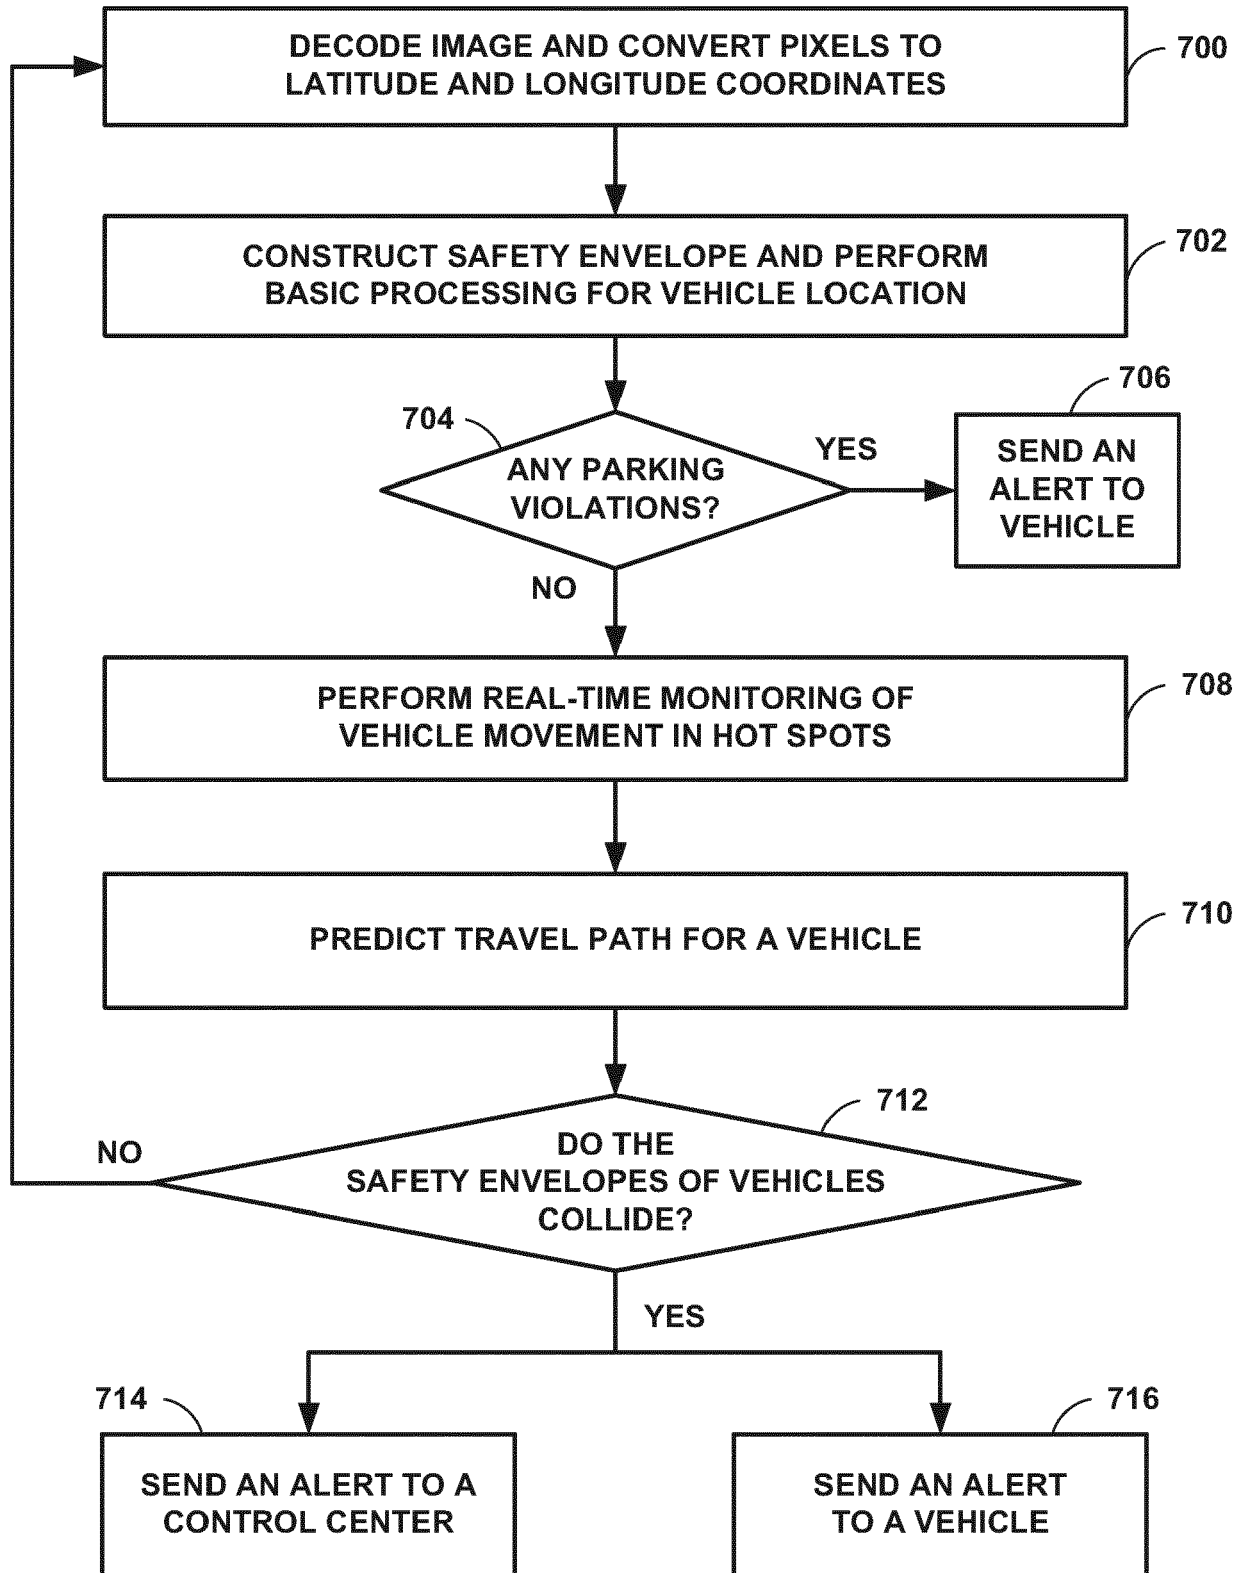 DECODE IMAGE AND CONVERT PIXELS TO
LATITUDE AND LONGITUDE COORDINATES
700
CONSTRUCT SAFETY ENVELOPE AND PERFORM
BASIC PROCESSING FOR VEHICLE LOCATION
702
704
ANY PARKING
VIOLATIONS?
YES
706
SEND AN
ALERT TO
VEHICLE
NO
PERFORM REAL-TIME MONITORING OF
VEHICLE MOVEMENT IN HOT SPOTS
708
PREDICT TRAVEL PATH FOR A VEHICLE
710
712
DO THE
SAFETY ENVELOPES OF VEHICLES
COLLIDE?
NO
YES
714
SEND AN ALERT TO A
CONTROL CENTER
716
SEND AN ALERT
TO A VEHICLE